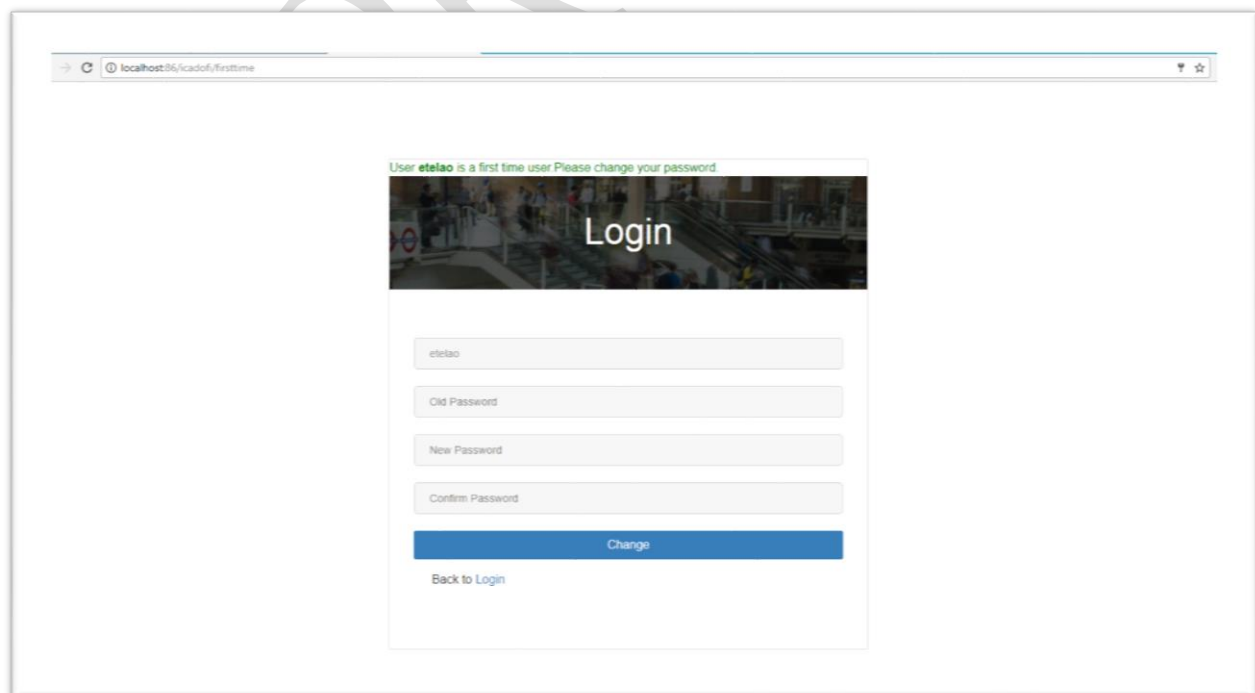 localhost:86/icadofi/firsttime
User etelao is a first time user.Please change your password.
Login
etelao
Old Password
New Password
Confirm Password
Change
Back to Login